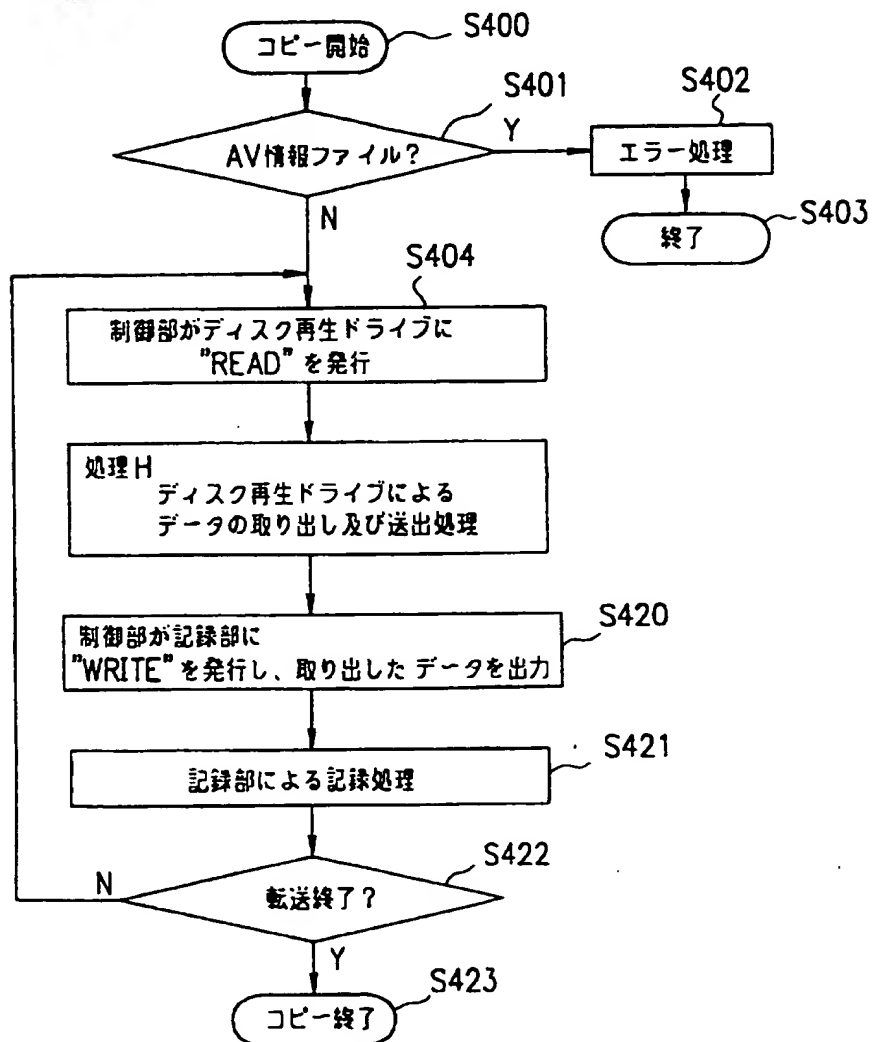 コピー開始
S400
S401
AV情報ファイル?
Y
S402
エラー処理
N
終了
S403
S404
制御部がディスク再生ドライブに
"READ"を発行
処理H
ディスク再生ドライブによる
データの取り出し及び送出処理
S420
制御部が記録部に
"WRITE"を発行し、取り出したデータを出力
S421
記録部による記録処理
S422
N
転送終了?
Y
S423
コピー終了